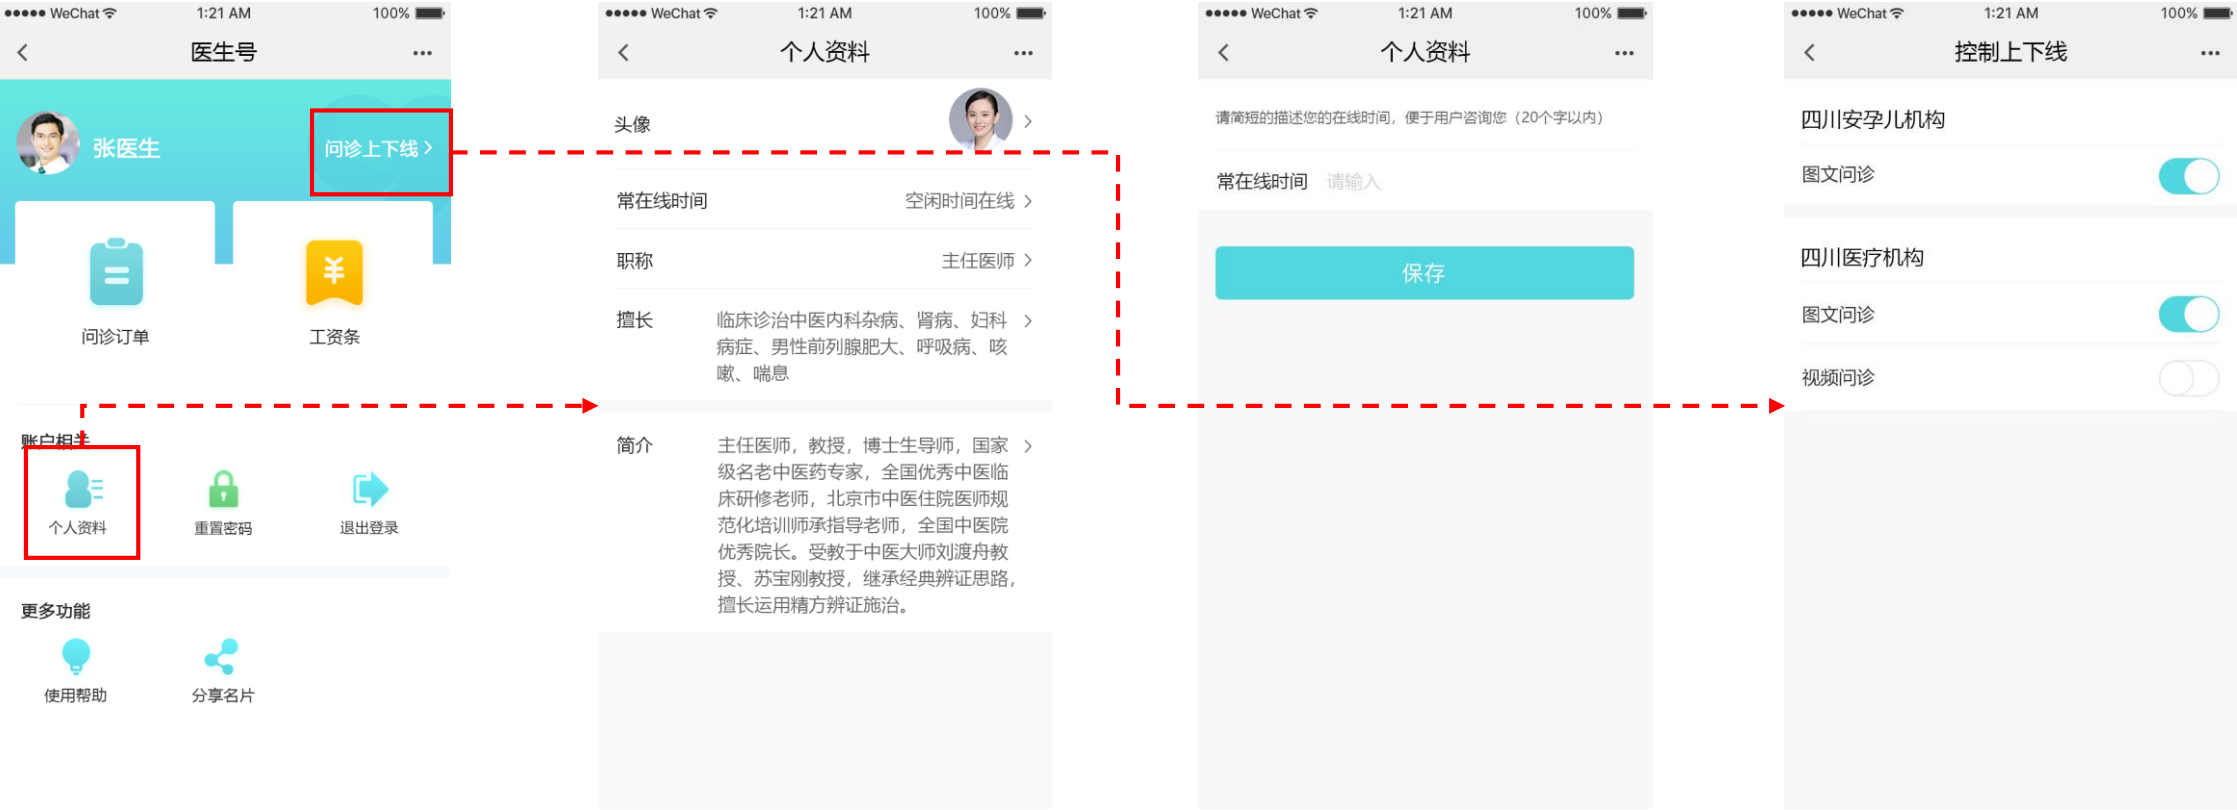 WeChat 1:21 AM 100%
医生号
张医生
问诊上下线
问诊订单 工资条
账户相关
个人资料 重置密码 退出登录
更多功能
使用帮助 分享名片
WeChat 1:21 AM 100%
个人资料
头像
常在线时间 空闲时间在线
职称 主任医师
擅长 临床诊治中医内科杂病、肾病、妇科
病症、男性前列腺肥大、呼吸病、咳
嗽、喘息
简介 主任医师，教授，博士生导师，国家
级名老中医药专家，全国优秀中医临
床研修老师，北京市中医住院医师规
范化培训师承指导老师，全国中医院
优秀院长。受教于中医大师刘渡舟教
授、苏宝刚教授，继承经典辨证思路，
擅长运用精方辨证施治。
WeChat 1:21 AM 100%
个人资料
请简短的描述您的在线时间，便于用户咨询您（20个字以内）
常在线时间 请输入
保存
WeChat 1:21 AM 100%
控制上下线
四川安孕儿机构
图文问诊
四川医疗机构
图文问诊
视频问诊